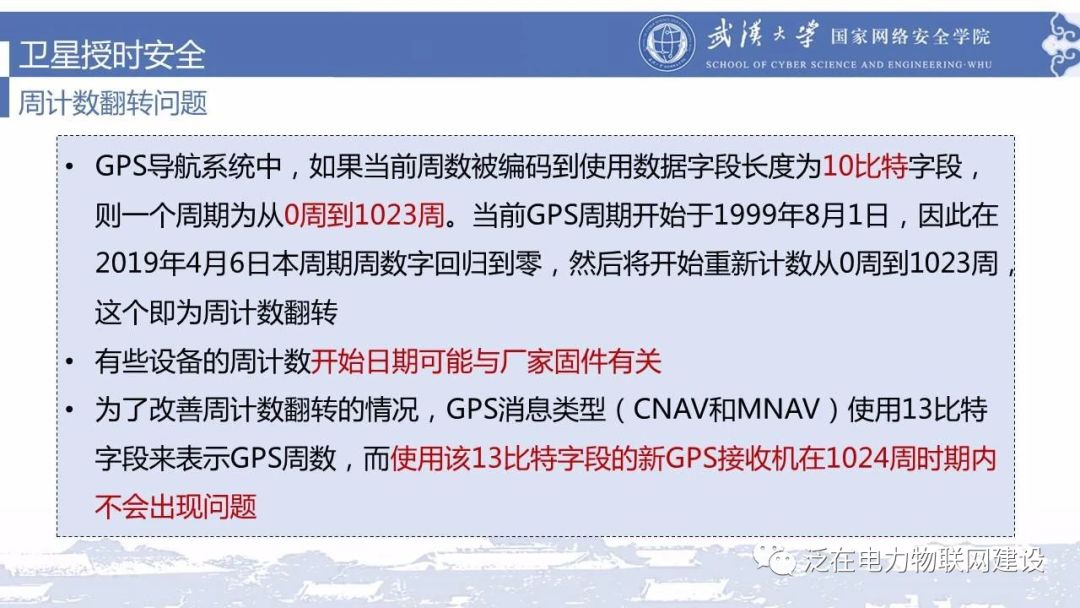 卫星授时安全
武汉大学 国家网络安全学院
SCHOOL OF CYBER SCIENCE AND ENGINEERING·WHU
周计数翻转问题
• GPS导航系统中，如果当前周数被编码到使用数据字段长度为10比特字段，
则一个周期为从0周到1023周。当前GPS周期开始于1999年8月1日，因此在
2019年4月6日本周期周数字回归到零，然后将开始重新计数从0周到1023周，
这个即为周计数翻转
• 有些设备的周计数开始日期可能与厂家固件有关
• 为了改善周计数翻转的情况，GPS消息类型（CNAV和MNAV）使用13比特
字段来表示GPS周数，而使用该13比特字段的新GPS接收机在1024周时期内
不会出现问题
泛在电力物联网建设